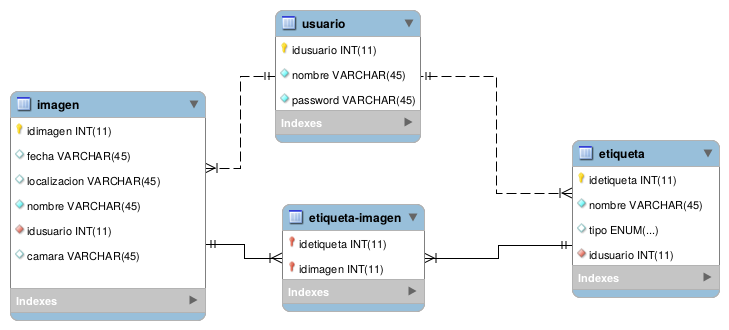 usuario
idusuario INT(11)
nombre VARCHAR(45)
password VARCHAR(45)
Indexes
imagen
idimagen INT(11)
fecha VARCHAR(45)
localizacion VARCHAR(45)
nombre VARCHAR(45)
idusuario INT(11)
camara VARCHAR(45)
Indexes
etiqueta-imagen
idetiqueta INT(11)
idimagen INT(11)
Indexes
etiqueta
idetiqueta INT(11)
nombre VARCHAR(45)
tipo ENUM(...)
idusuario INT(11)
Indexes